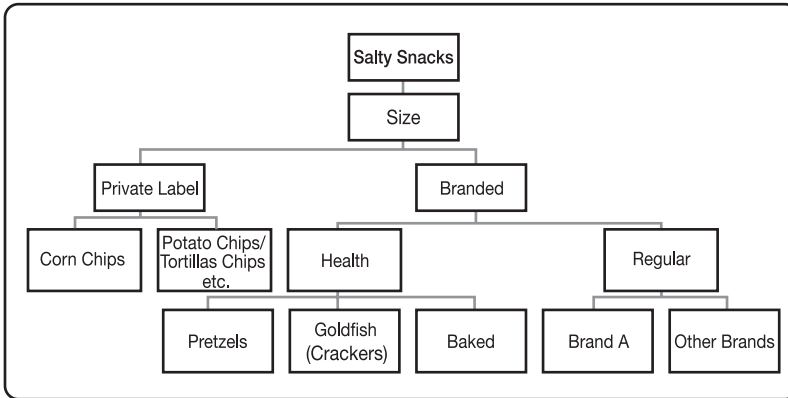 Salty Snacks
Size
Private Label
Branded
Corn Chips
Potato Chips/
Tortillas Chips
etc.
Health
Regular
Pretzels
Goldfish
(Crackers)
Baked
Brand A
Other Brands